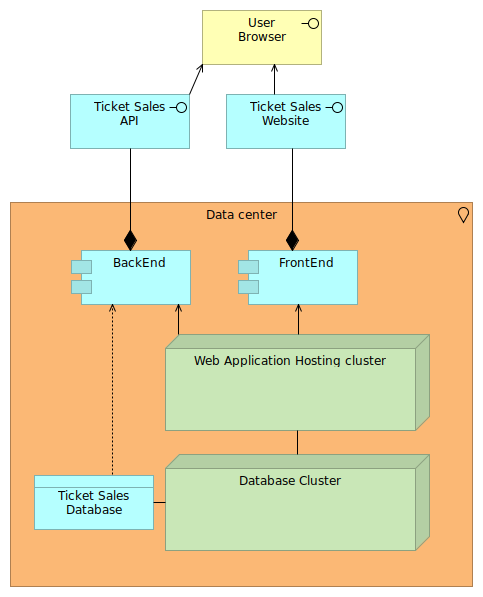 User
Browser
Ticket Sales
API
Ticket Sales
Website
Data center
BackEnd
FrontEnd
Web Application Hosting cluster
Database Cluster
Ticket Sales
Database